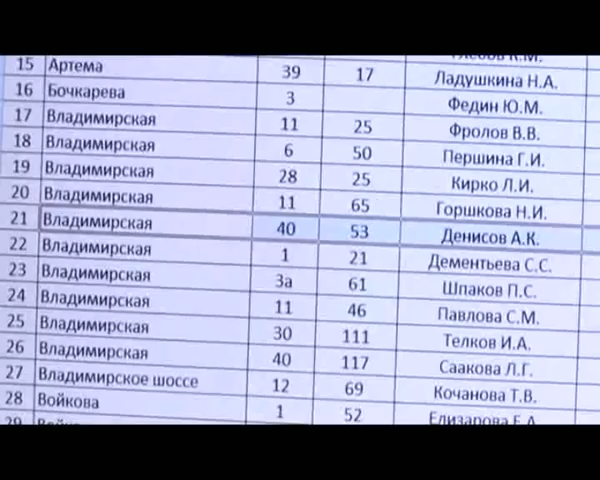 15 Артема 39 17 Ладушкина Н.А.
16 Бочкарева 3 Федин Ю.М.
17 Владимирская 11 25 Фролов В.В.
18 Владимирская 6 50 Першина Г.И.
19 Владимирская 28 25 Кирко Л.И.
20 Владимирская 11 65 Горшкова Н.И.
21 Владимирская 40 53 Денисов А.К.
22 Владимирская 1 21 Дементьева С.С.
23 Владимирская 3а 61 Шпаков П.С.
24 Владимирская 11 46 Павлова С.М.
25 Владимирская 30 111 Телков И.А.
26 Владимирская 40 117 Саакова Л.Г.
27 Владимирское шоссе 12 69 Кочанова Т.В.
28 Войкова 1 52 Елизарова Е.А.
29